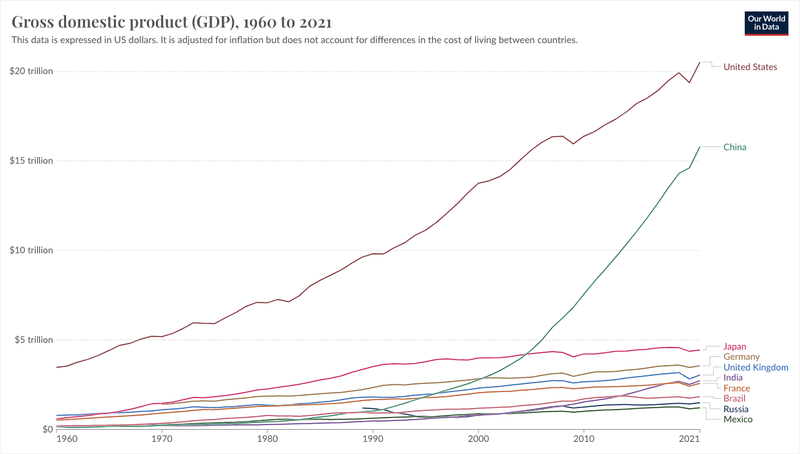 Gross domestic product (GDP), 1960 to 2021
This data is expressed in US dollars. It is adjusted for inflation but does not account for differences in the cost of living between countries.
Our World
in Data
$20 trillion
$15 trillion
$10 trillion
$5 trillion
$0
1960
1970
1980
1990
2000
2010
2021
United States
China
Japan
Germany
United Kingdom
India
France
Brazil
Russia
Mexico